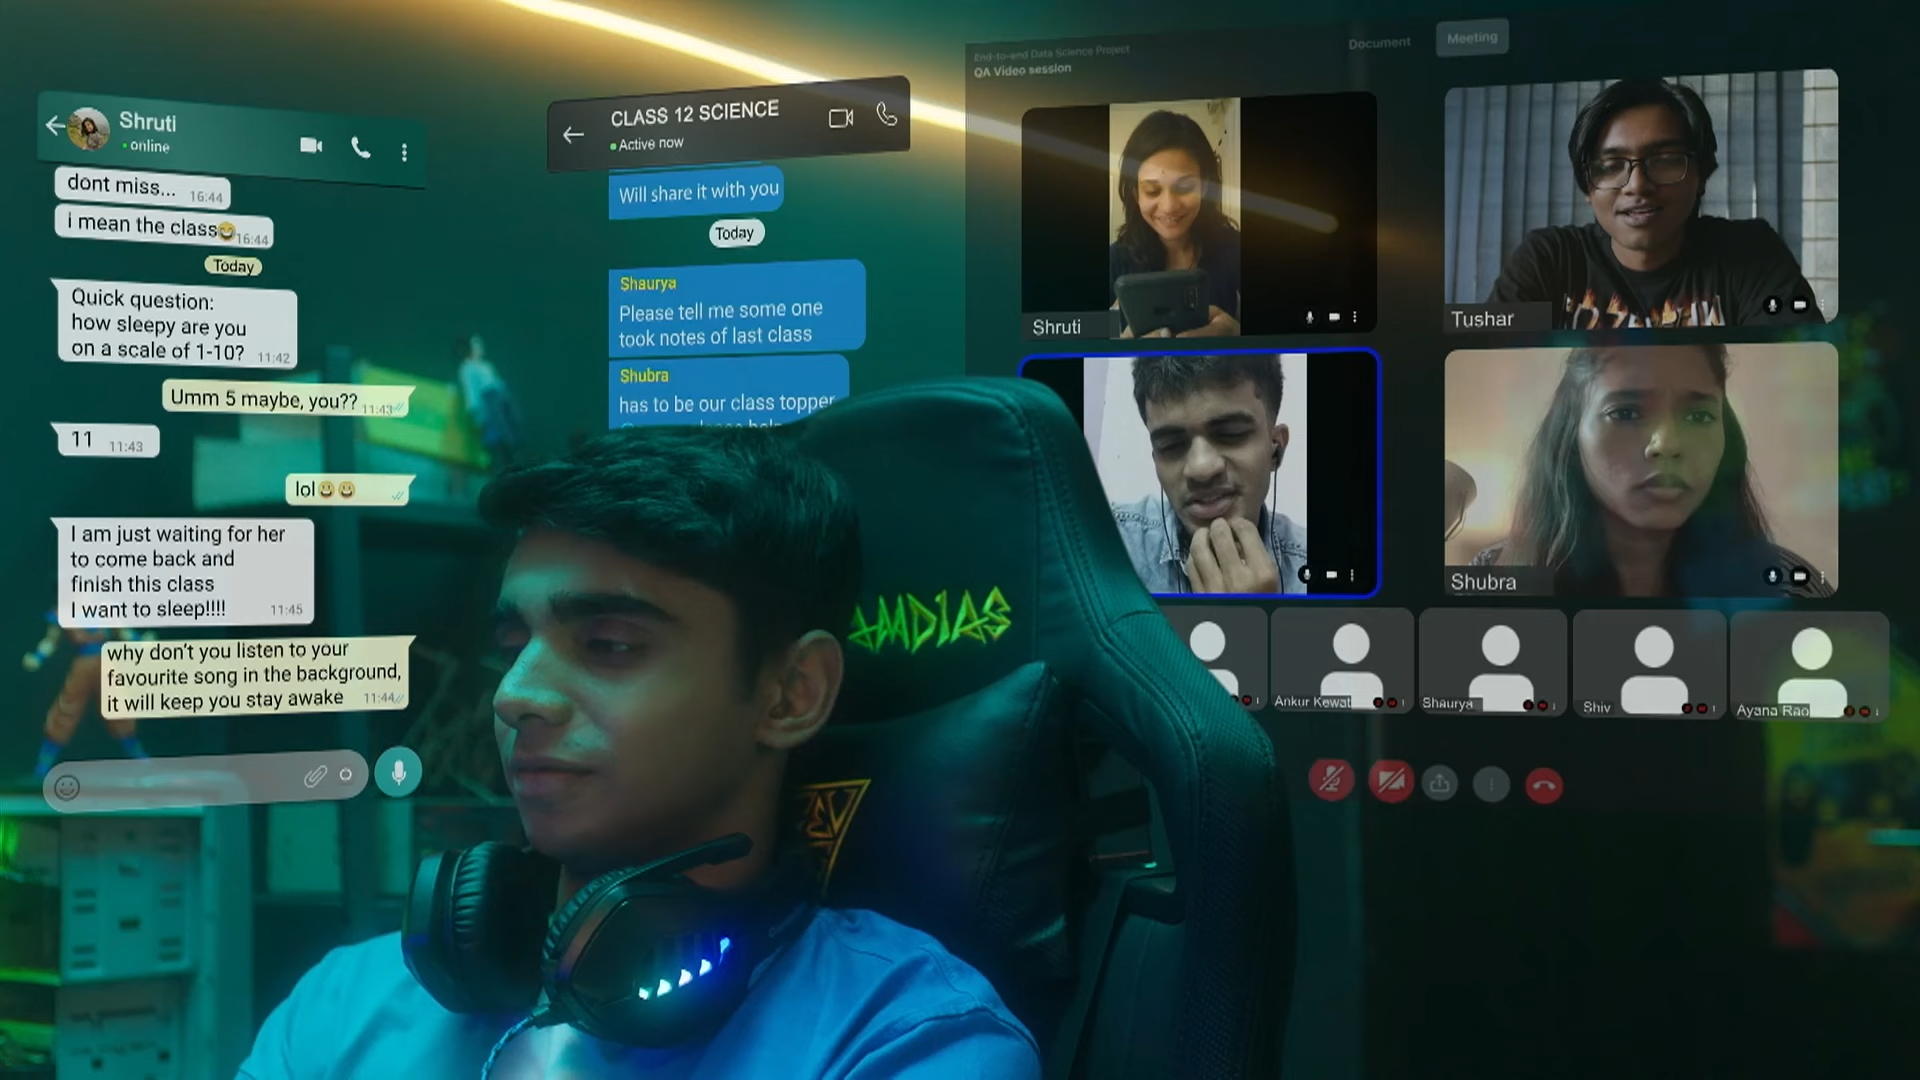 Shruti
online
dont miss...
16:44
i mean the class😄
16:44
Today
Quick question:
how sleepy are you
on a scale of 1-10?
11:42
Umm 5 maybe, you??
11:43
11
11:43
lol😀😀
I am just waiting for her
to come back and
finish this class
I want to sleep!!!!
11:45
why don't you listen to your
favourite song in the background,
it will keep you stay awake
11:44
CLASS 12 SCIENCE
Active now
Will share it with you
Today
Shaurya
Please tell me some one
took notes of last class
Shubra
has to be our class topper
End-to-end Data Science Project
QA Video session
Document
Meeting
Shruti
Tushar
Shubra
Ankur Kewat
Shaurya
Shiv
Ayana Rao